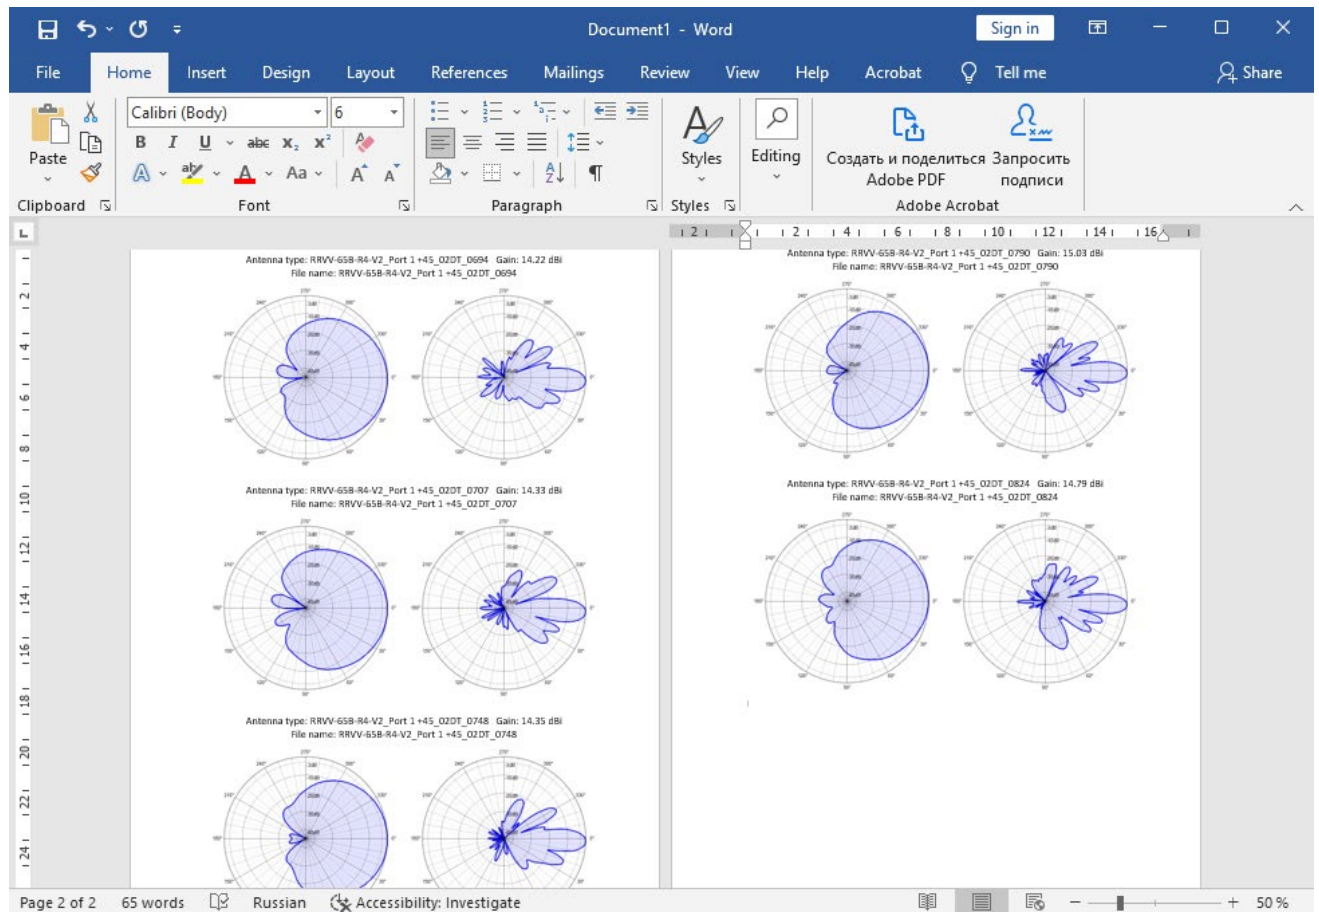 Document1 - Word
Sign in
File Home Insert Design Layout References Mailings Review View Help Acrobat Tell me Share
Calibri (Body) 6
B I U abc x₂ x²
Paste
A aby A Aa A A
Styles
Editing
Создать и поделиться Adobe PDF
Запросить подписи
Clipboard Font Paragraph Styles Adobe Acrobat
Antenna type: RRVV-65B-R4-V2_Port 1 +45_02DT_0694 Gain: 14.22 dBi
File name: RRVV-65B-R4-V2_Port 1 +45_02DT_0694
Antenna type: RRVV-65B-R4-V2_Port 1 +45_02DT_0707 Gain: 14.33 dBi
File name: RRVV-65B-R4-V2_Port 1 +45_02DT_0707
Antenna type: RRVV-65B-R4-V2_Port 1 +45_02DT_0748 Gain: 14.35 dBi
File name: RRVV-65B-R4-V2_Port 1 +45_02DT_0748
Antenna type: RRVV-65B-R4-V2_Port 1 +45_02DT_0790 Gain: 15.03 dBi
File name: RRVV-65B-R4-V2_Port 1 +45_02DT_0790
Antenna type: RRVV-65B-R4-V2_Port 1 +45_02DT_0824 Gain: 14.79 dBi
File name: RRVV-65B-R4-V2_Port 1 +45_02DT_0824
Page 2 of 2 65 words Russian Accessibility: Investigate 50 %